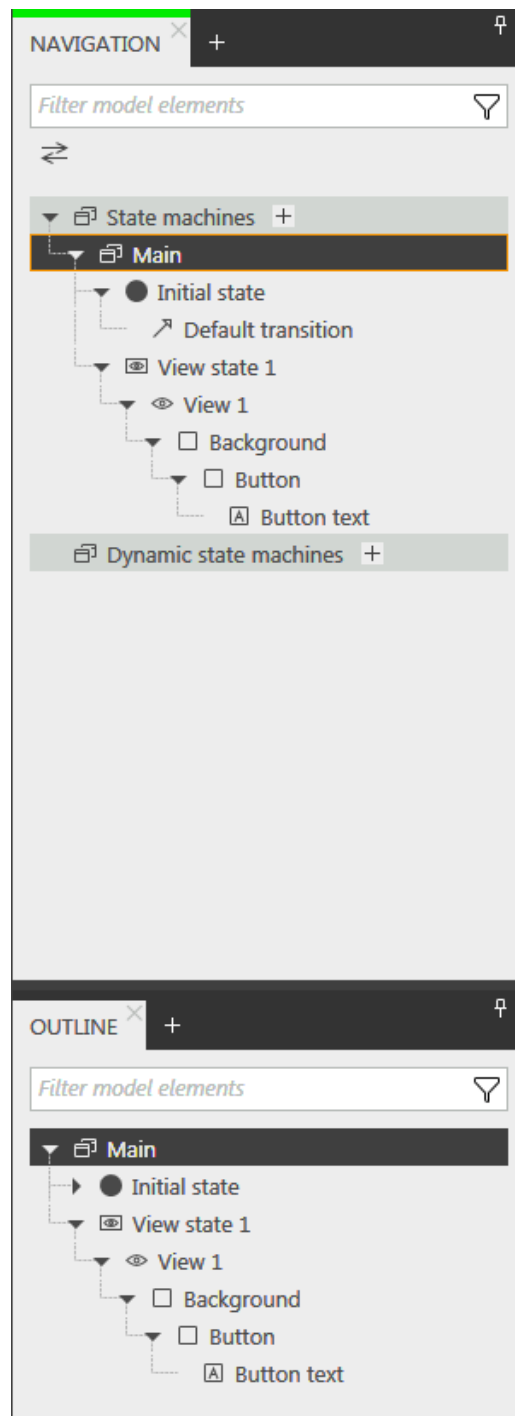 NAVIGATION
Filter model elements
State machines
Main
Initial state
Default transition
View state 1
View 1
Background
Button
A Button text
Dynamic state machines
OUTLINE
Filter model elements
Main
Initial state
View state 1
View 1
Background
Button
A Button text